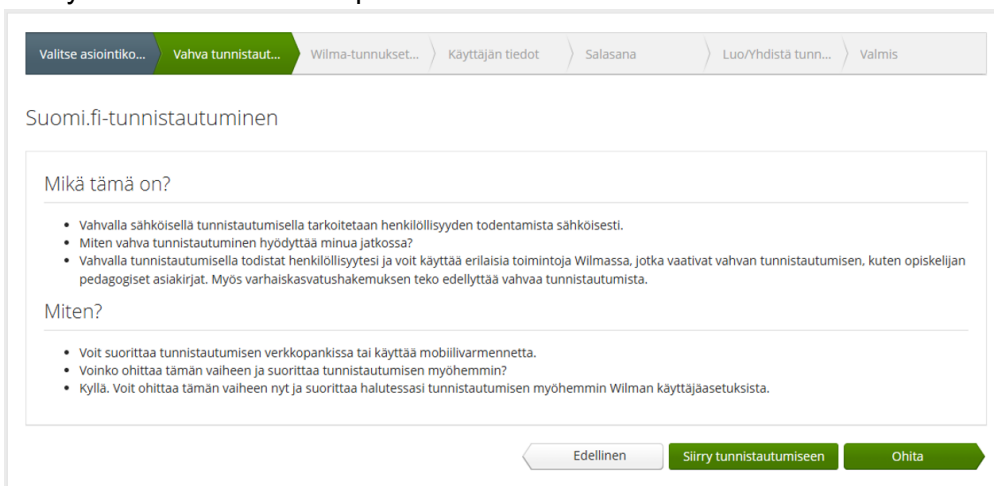 Valitse asiointiko...
Vahva tunnistaut...
Wilma-tunnukset...
Käyttäjän tiedot
Salasana
Luo/Yhdistä tunn...
Valmis
Suomi.fi-tunnistautuminen
Mikä tämä on?
• Vahvalla sähköisellä tunnistautumisella tarkoitetaan henkilöllisyyden todentamista sähköisesti.
• Miten vahva tunnistautuminen hyödyttää minua jatkossa?
• Vahvalla tunnistautumisella todistat henkilöllisyytesi ja voit käyttää erilaisia toimintoja Wilmassa, jotka vaativat vahvan tunnistautumisen, kuten opiskelijan
pedagogiset asiakirjat. Myös varhaiskasvatushakemuksen teko edellyttää vahvaa tunnistautumista.
Miten?
• Voit suorittaa tunnistautumisen verkkopankissa tai käyttää mobiilivarmennetta.
• Voinko ohittaa tämän vaiheen ja suorittaa tunnistautumisen myöhemmin?
• Kyllä. Voit ohittaa tämän vaiheen nyt ja suorittaa halutessasi tunnistautumisen myöhemmin Wilman käyttäjäasetuksista.
Edellinen
Siirry tunnistautumiseen
Ohita